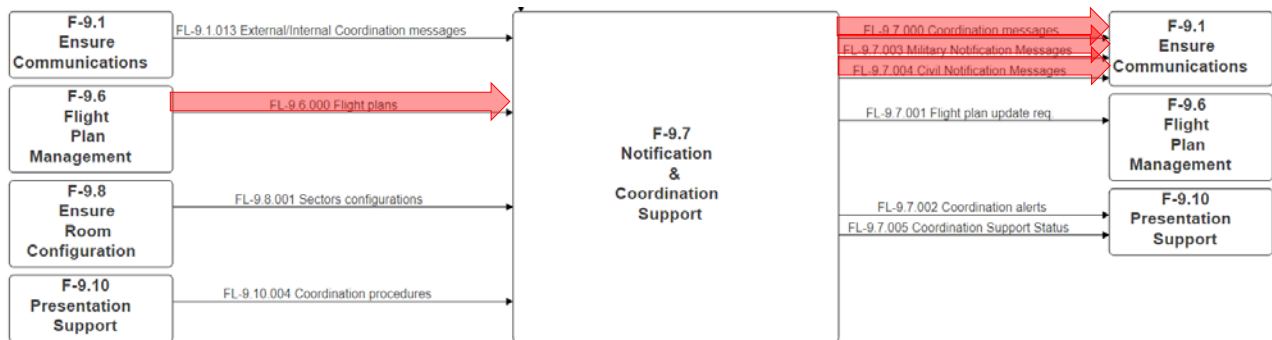 F-9.1
Ensure
Communications
FL-9.1.013 External/Internal Coordination messages
F-9.6
Flight
Plan
Management
FL-9.6.000 Flight plans
F-9.8
Ensure
Room
Configuration
FL-9.8.001 Sectors configurations
F-9.10
Presentation
Support
FL-9.10.004 Coordination procedures
F-9.7
Notification
&
Coordination
Support
FL-9.7.000 Coordination messages
FL-9.7.003 Military Notification Messages
FL-9.7.004 Civil Notification Messages
F-9.1
Ensure
Communications
FL-9.7.001 Flight plan update req.
F-9.6
Flight
Plan
Management
FL-9.7.002 Coordination alerts
FL-9.7.005 Coordination Support Status
F-9.10
Presentation
Support